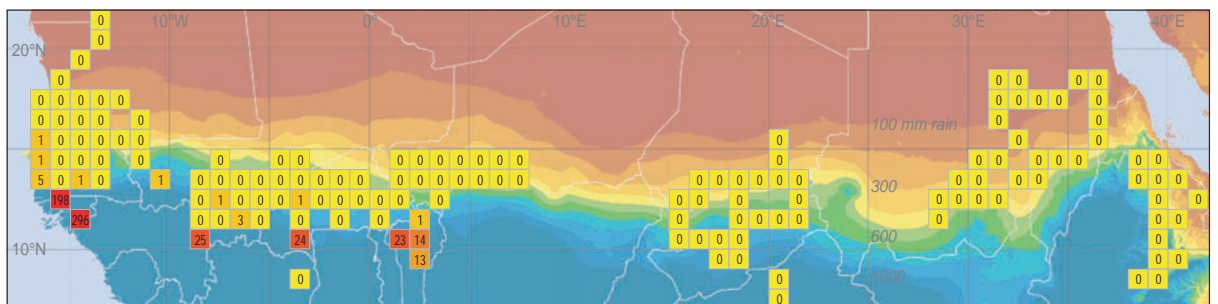 0 10°W 0° 10°E 20°E 30°E 40°E
0
20°N 0
0 0 0 0 0
0 0 0 0 0 0 0 0 0 0
0 0 0 0 0 100 mm rain 0 0
1 0 0 0 0 0 0 0 0
1 0 0 0 0 0 0 0 0 0 0 0 0 0 0 0 0 0 0 0 0 0 0
5 0 1 0 1 0 0 0 0 0 0 0 0 0 0 0 0 0 0 0 0 0 0 0 0 0 0 300 0 0 0 0 0 0 0
198 0 1 0 0 0 1 0 0 0 0 0 0 0 0 0 0 0 0 0 0 0 0
296 0 0 3 0 0 0 0 1 0 0 0 0 0 0 0 0
10°N 25 24 23 14 0 0 0 0 600 0
13 0 0 0 0
0 0 1000 0 0
0